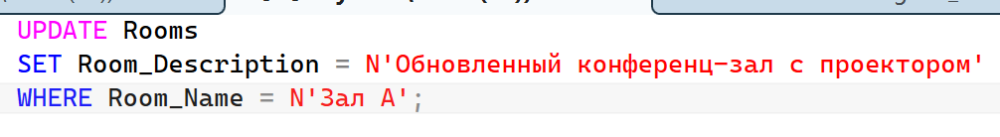 UPDATE Rooms
SET Room_Description = N'Обновленный конференц-зал с проектором'
WHERE Room_Name = N'Зал А';